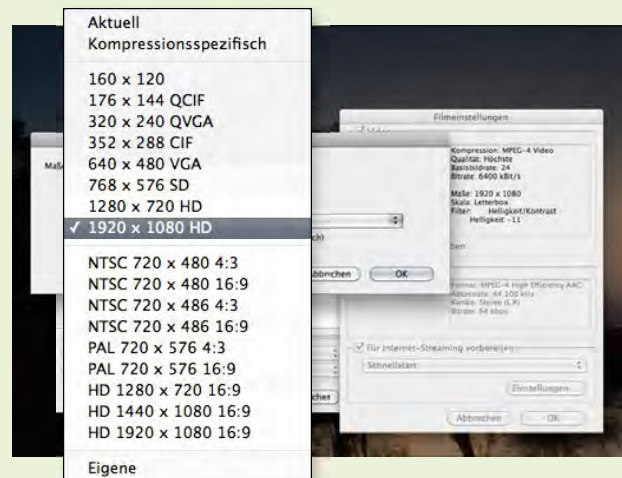 Aktuell
Kompressionsspezifisch
160 x 120
176 x 144 QCIF
320 x 240 QVGA
352 x 288 CIF
640 x 480 VGA
768 x 576 SD
1280 x 720 HD
✓ 1920 x 1080 HD
NTSC 720 x 480 4:3
NTSC 720 x 480 16:9
NTSC 720 x 486 4:3
NTSC 720 x 486 16:9
PAL 720 x 576 4:3
PAL 720 x 576 16:9
HD 1280 x 720 16:9
HD 1440 x 1080 16:9
HD 1920 x 1080 16:9
Eigene
Maße
ch)
OK
Filmeinstellungen
Kompression: MPEG-4 Video
Qualität: Höchste
Basisbildrate: 24
Bitrate: 6400 kBit/s
Maße: 1920 x 1080
Skala: Letterbox
Filter: Helligkeit/Kontrast
Helligkeit -11
Format: MPEG-4 High Efficiency AAC
Abtastrate: 44.100 kHz
Kanäle: Stereo (L R)
Bitrate: 64 kbps
Für Internet-Streaming vorbereiten
Schnellstart
Einstellungen...
Abbrechen
OK